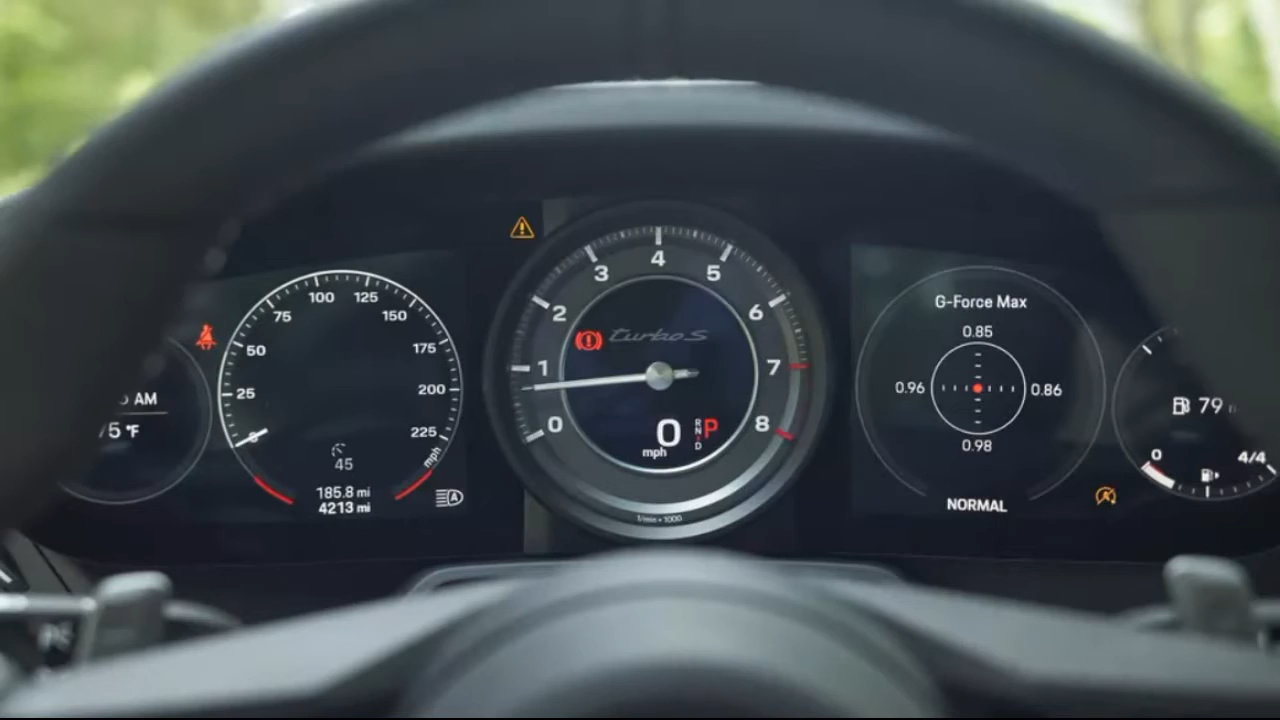 AM
5 °F
0
25
50
75
100
125
150
175
200
225
mph
45
185.8 mi
4213 mi
A
0
1
2
3
4
5
6
7
8
turbo S
0
mph
R
N
D
P
1/min × 1000
G-Force Max
0.85
0.96
0.86
0.98
NORMAL
A
79
0
4/4